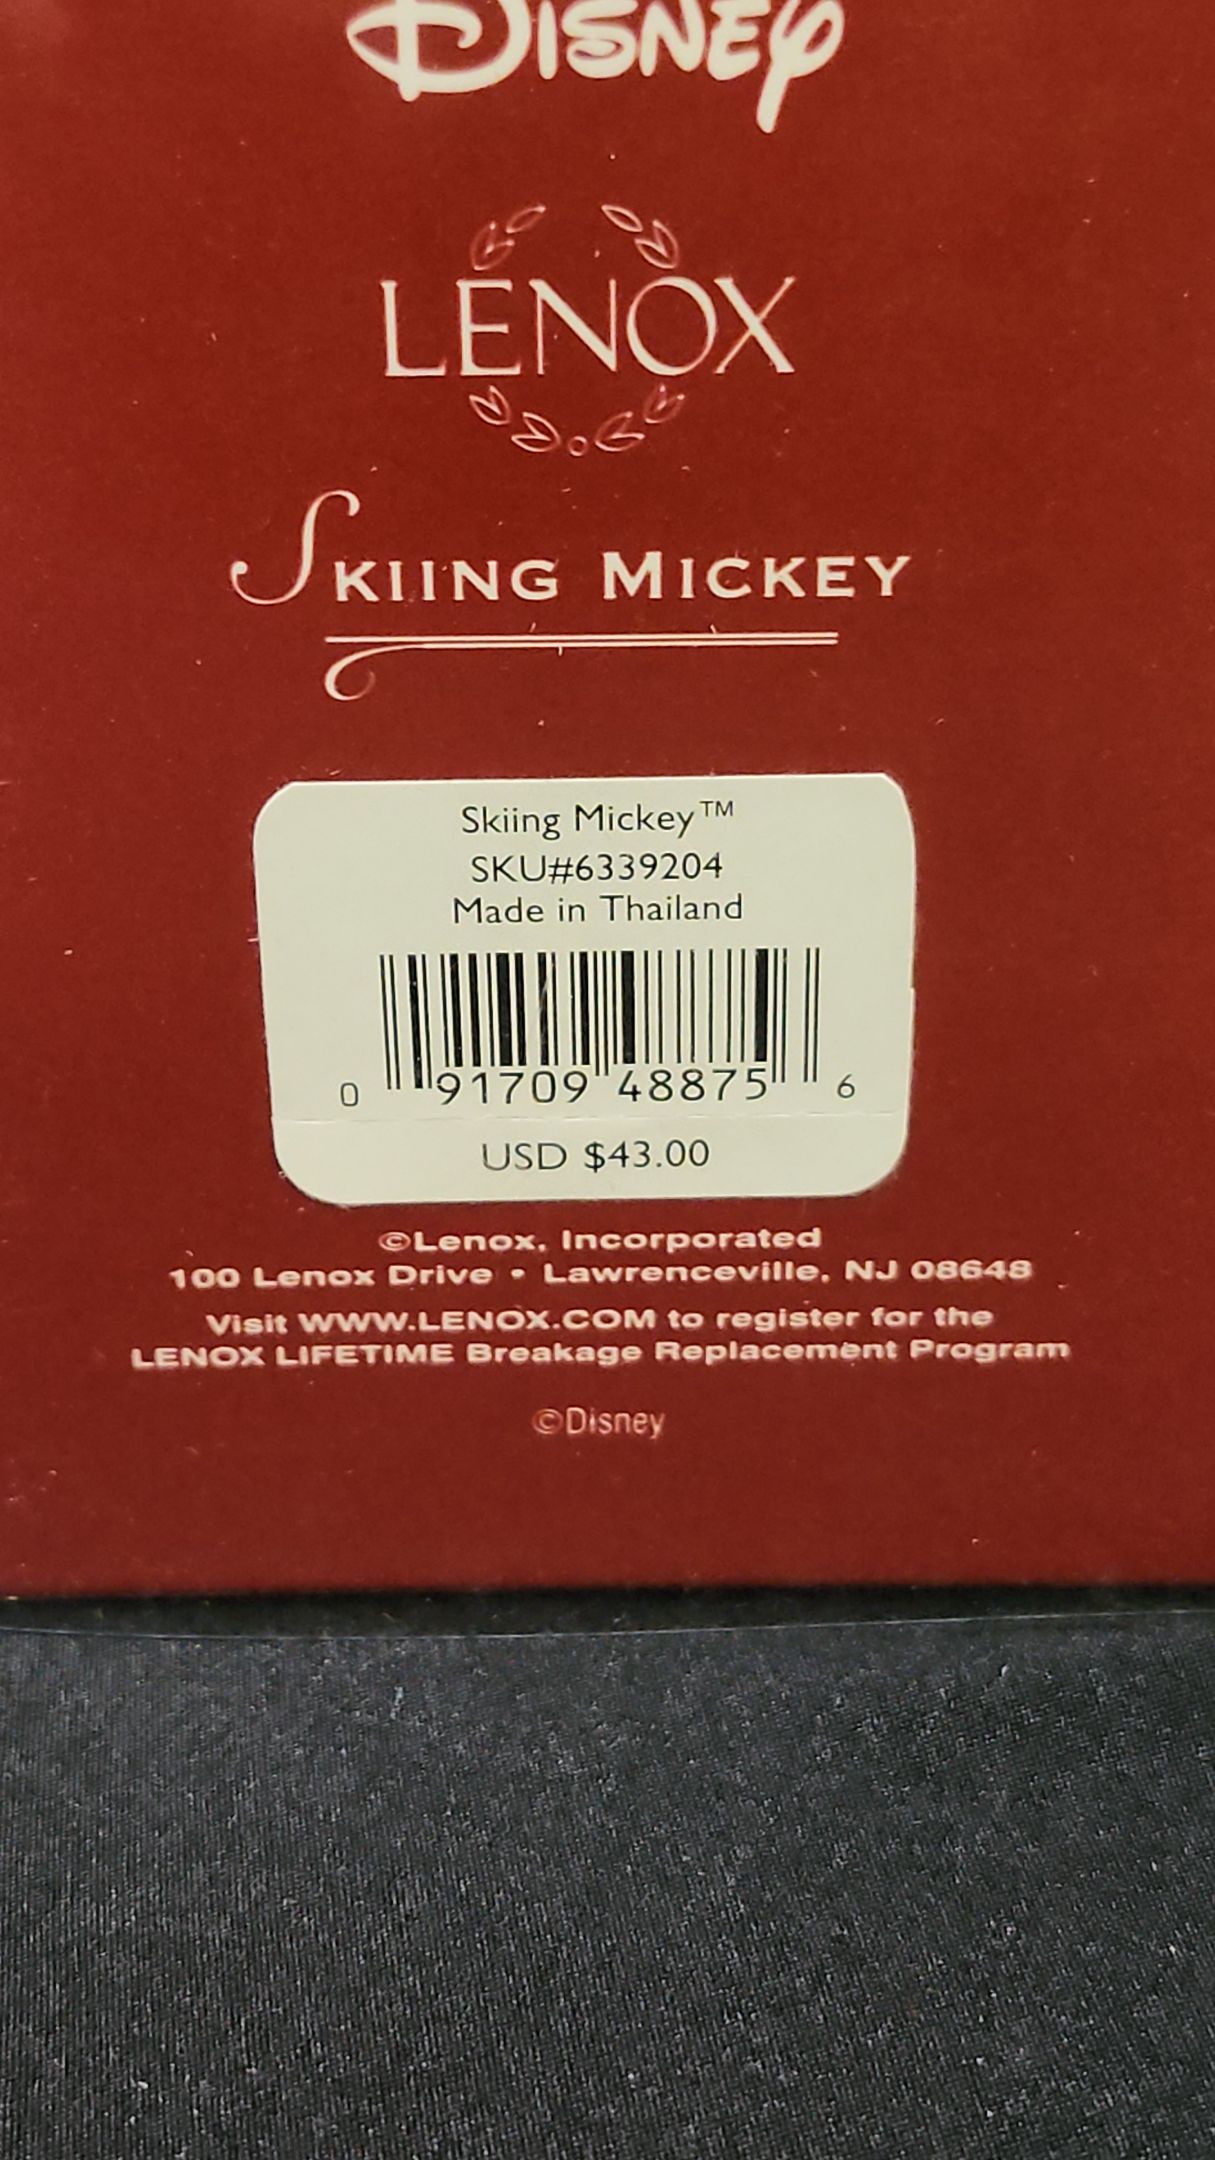 DISNEY
LENOX
SKIING MICKEY
Skiing Mickey™
SKU#6339204
Made in Thailand
0 91709 48875 6
USD $43.00
©Lenox, Incorporated
100 Lenox Drive • Lawrenceville, NJ 08648
Visit WWW.LENOX.COM to register for the
LENOX LIFETIME Breakage Replacement Program
©Disney